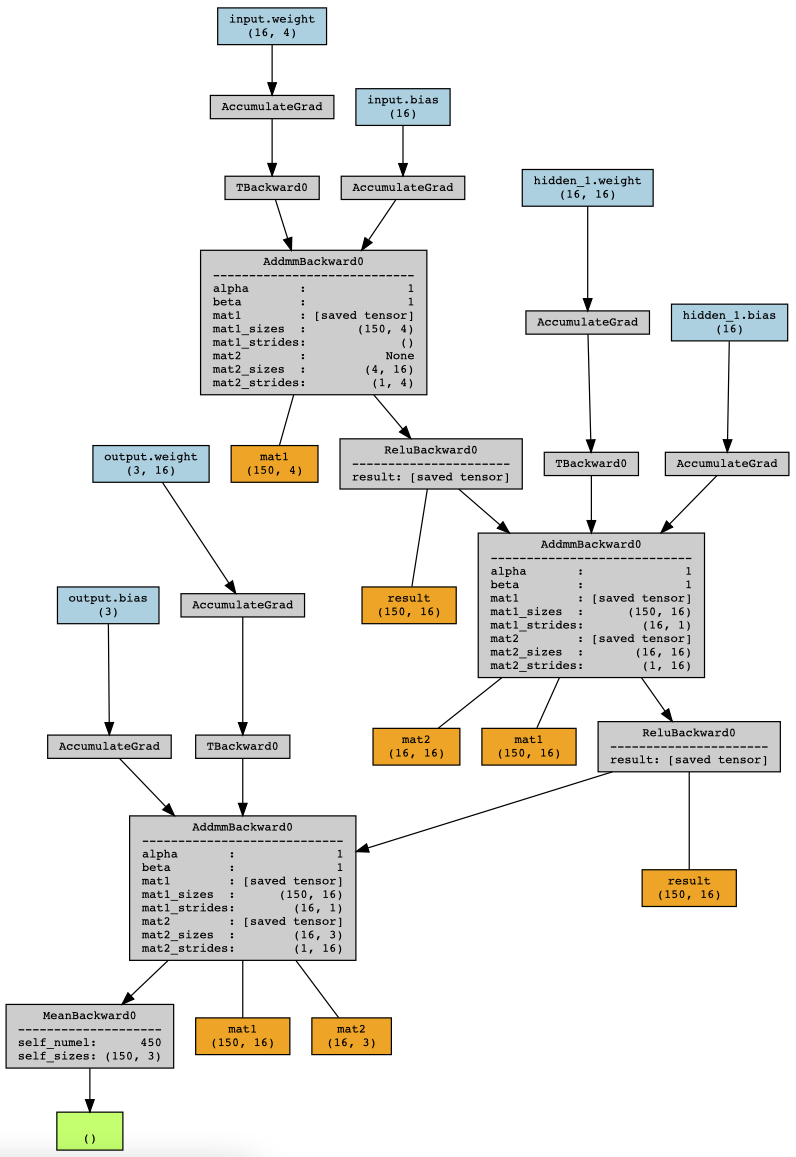 input.weight
(16, 4)
AccumulateGrad
input.bias
(16)
TBackward0
AccumulateGrad
hidden_1.weight
(16, 16)
AddmmBackward0
----------------------------
alpha : 1
beta : 1
mat1 : [saved tensor]
mat1_sizes : (150, 4)
mat1_strides: ()
mat2 : None
mat2_sizes : (4, 16)
mat2_strides: (1, 4)
AccumulateGrad
hidden_1.bias
(16)
output.weight
(3, 16)
mat1
(150, 4)
ReluBackward0
----------------------
result: [saved tensor]
TBackward0
AccumulateGrad
AddmmBackward0
----------------------------
alpha : 1
beta : 1
mat1 : [saved tensor]
mat1_sizes : (150, 16)
mat1_strides: (16, 1)
mat2 : [saved tensor]
mat2_sizes : (16, 16)
mat2_strides: (1, 16)
output.bias
(3)
AccumulateGrad
result
(150, 16)
AccumulateGrad
TBackward0
mat2
(16, 16)
mat1
(150, 16)
ReluBackward0
----------------------
result: [saved tensor]
AddmmBackward0
----------------------------
alpha : 1
beta : 1
mat1 : [saved tensor]
mat1_sizes : (150, 16)
mat1_strides: (16, 1)
mat2 : [saved tensor]
mat2_sizes : (16, 3)
mat2_strides: (1, 16)
result
(150, 16)
MeanBackward0
--------------------
self_numel: 450
self_sizes: (150, 3)
mat1
(150, 16)
mat2
(16, 3)
()